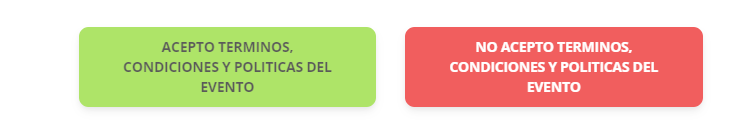 ACEPTO TERMINOS,
CONDICIONES Y POLITICAS DEL
EVENTO
NO ACEPTO TERMINOS,
CONDICIONES Y POLITICAS DEL
EVENTO